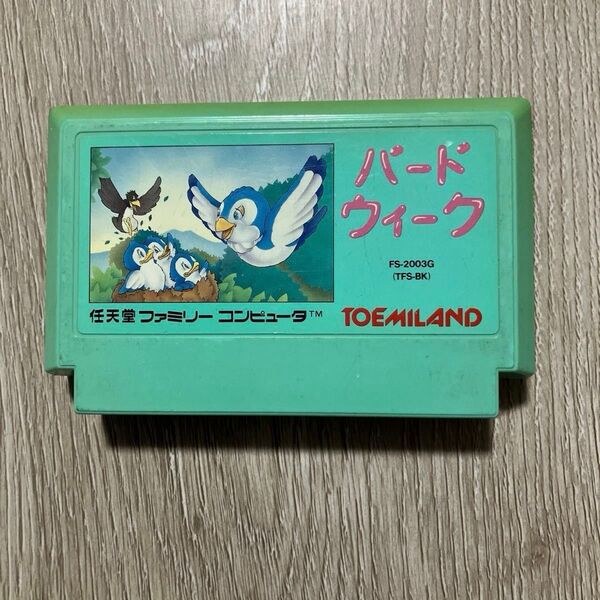 バード
ウィーク
FS-2003G
(TFS-BK)
任天堂 ファミリー コンピュータ™
TOEMILAND